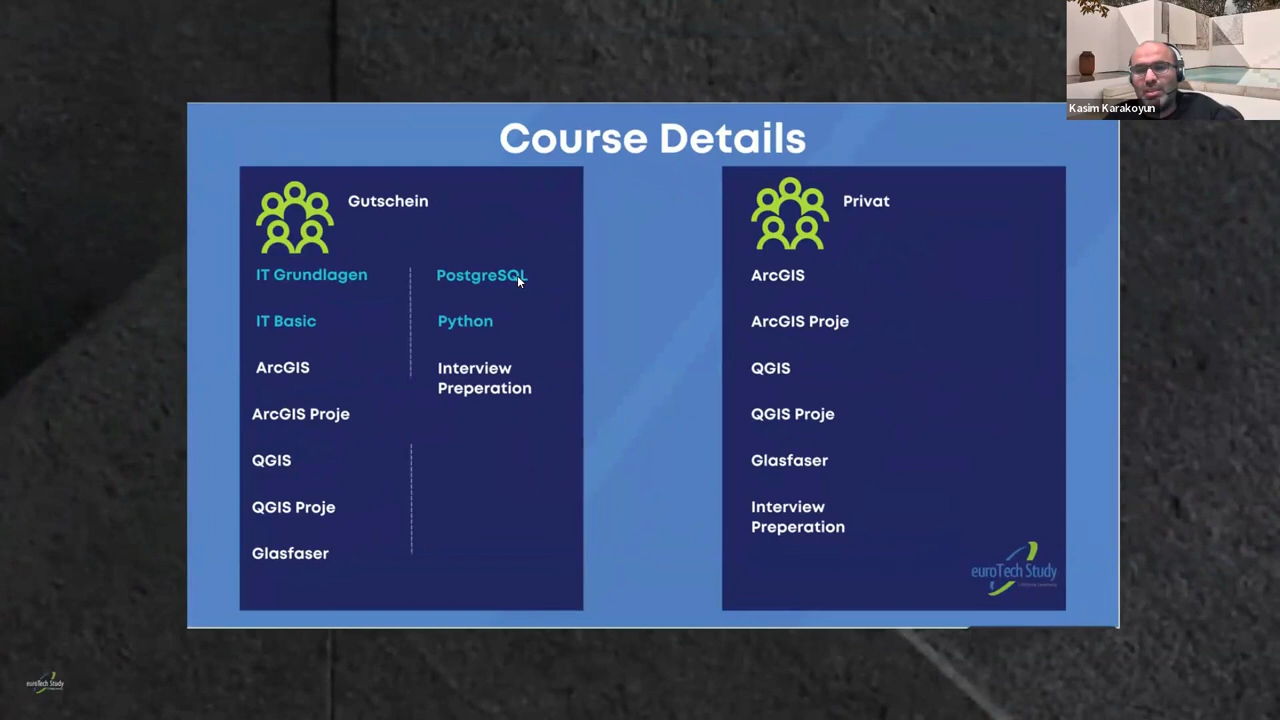 Kasim Karakoyun
Course Details
Gutschein
IT Grundlagen
IT Basic
ArcGIS
ArcGIS Proje
QGIS
QGIS Proje
Glasfaser
PostgreSQL
Python
Interview
Preperation
Privat
ArcGIS
ArcGIS Proje
QGIS
QGIS Proje
Glasfaser
Interview
Preperation
euroTech Study
euroTech Study